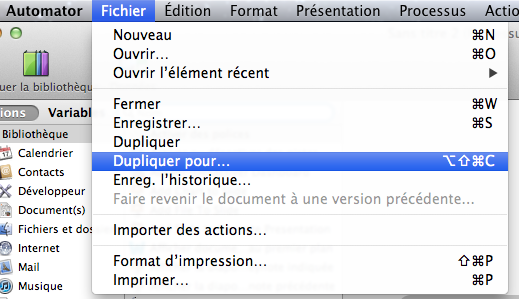 Automator Fichier Édition Format Présentation Processus
Nouveau ⌘N
Ouvrir... ⌘O
Ouvrir l'élément récent
Fermer ⌘W
Enregistrer... ⌘S
Dupliquer
Dupliquer pour... ⌥⇧⌘C
Enreg. l'historique...
Faire revenir le document à une version précédente...
Importer des actions...
Format d'impression... ⇧⌘P
Imprimer... ⌘P
uer la bibliothèque
ions Variab
Bibliothèque
Calendrier
Contacts
Développeur
Document(s)
Fichiers et dos
Internet
Mail
Musique